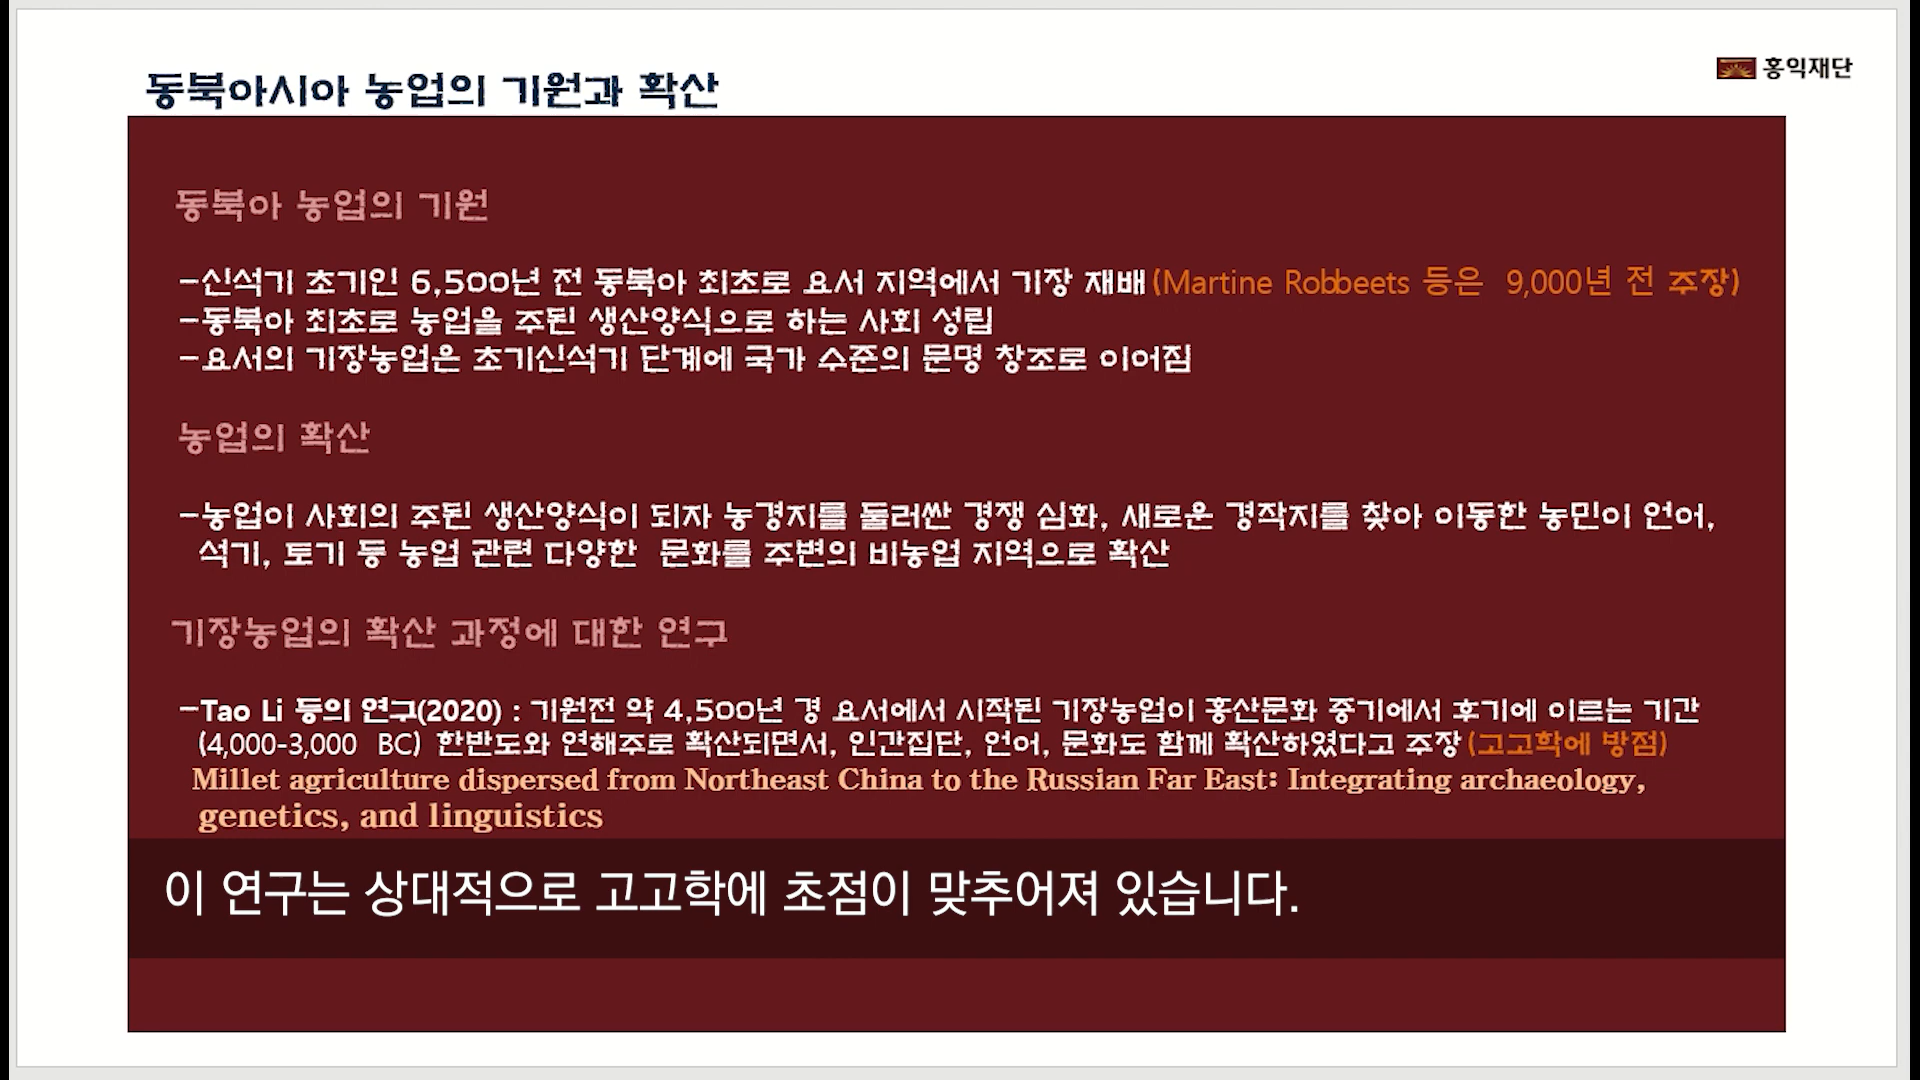 동북아시아 농업의 기원과 확산
홍익재단
동북아 농업의 기원
-신석기 초기인 6,500년 전 동북아 최초로 요서 지역에서 기장 재배(Martine Robbeets 등은 9,000년 전 주장)
-동북아 최초로 농업을 주된 생산양식으로 하는 사회 성립
-요서의 기장농업은 초기신석기 단계에 국가 수준의 문명 창조로 이어짐
농업의 확산
-농업이 사회의 주된 생산양식이 되자 농경지를 둘러싼 경쟁 심화, 새로운 경작지를 찾아 이동한 농민이 언어,
석기, 토기 등 농업 관련 다양한 문화를 주변의 비농업 지역으로 확산
기장농업의 확산 과정에 대한 연구
-Tao Li 등의 연구(2020) : 기원전 약 4,500년 경 요서에서 시작된 기장농업이 홍산문화 중기에서 후기에 이르는 기간
(4,000-3,000 BC) 한반도와 연해주로 확산되면서, 인간집단, 언어, 문화도 함께 확산하였다고 주장(고고학에 방점)
Millet agriculture dispersed from Northeast China to the Russian Far East: Integrating archaeology,
genetics, and linguistics
이 연구는 상대적으로 고고학에 초점이 맞추어져 있습니다.